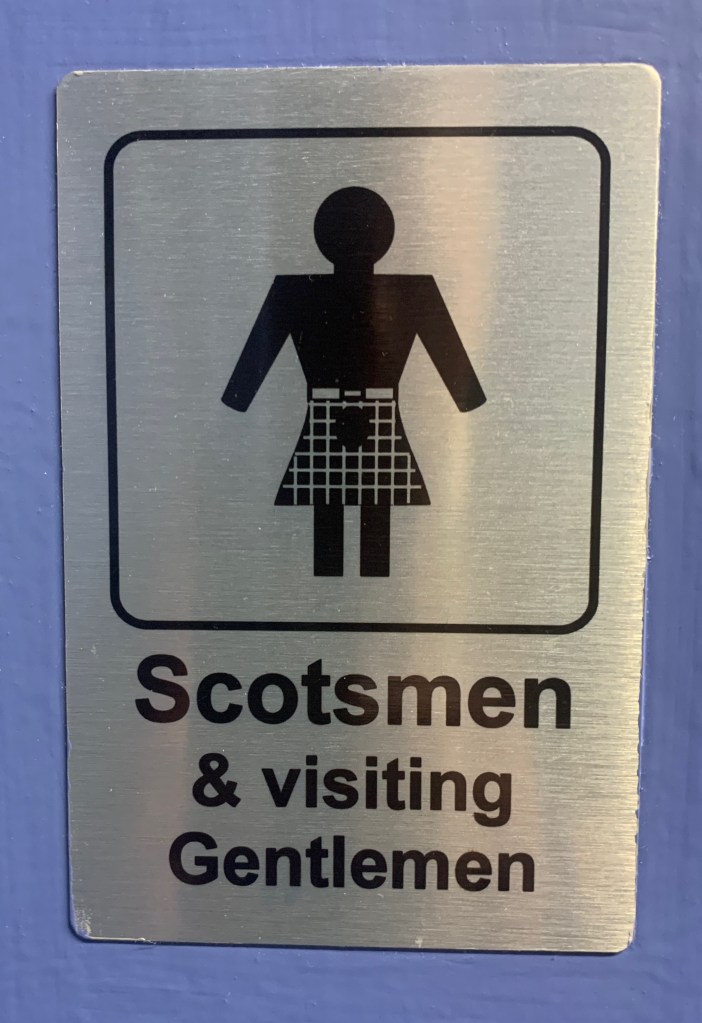 Scotsmen
& visiting
Gentlemen